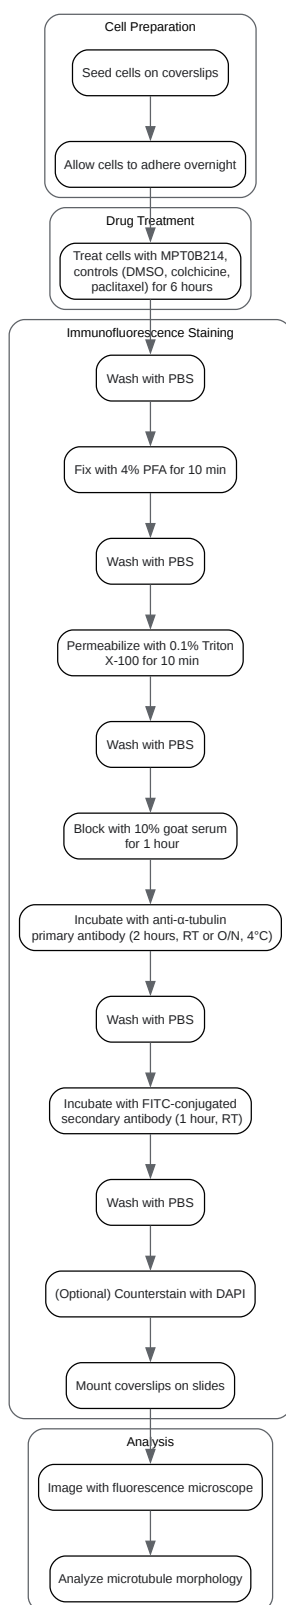 Cell Preparation
Seed cells on coverslips
Allow cells to adhere overnight
Drug Treatment
Treat cells with MPT0B214,
controls (DMSO, colchicine,
paclitaxel) for 6 hours
Immunofluorescence Staining
Wash with PBS
Fix with 4% PFA for 10 min
Wash with PBS
Permeabilize with 0.1% Triton
X-100 for 10 min
Wash with PBS
Block with 10% goat serum
for 1 hour
Incubate with anti-α-tubulin
primary antibody (2 hours, RT or O/N, 4°C)
Wash with PBS
Incubate with FITC-conjugated
secondary antibody (1 hour, RT)
Wash with PBS
(Optional) Counterstain with DAPI
Mount coverslips on slides
Analysis
Image with fluorescence microscope
Analyze microtubule morphology